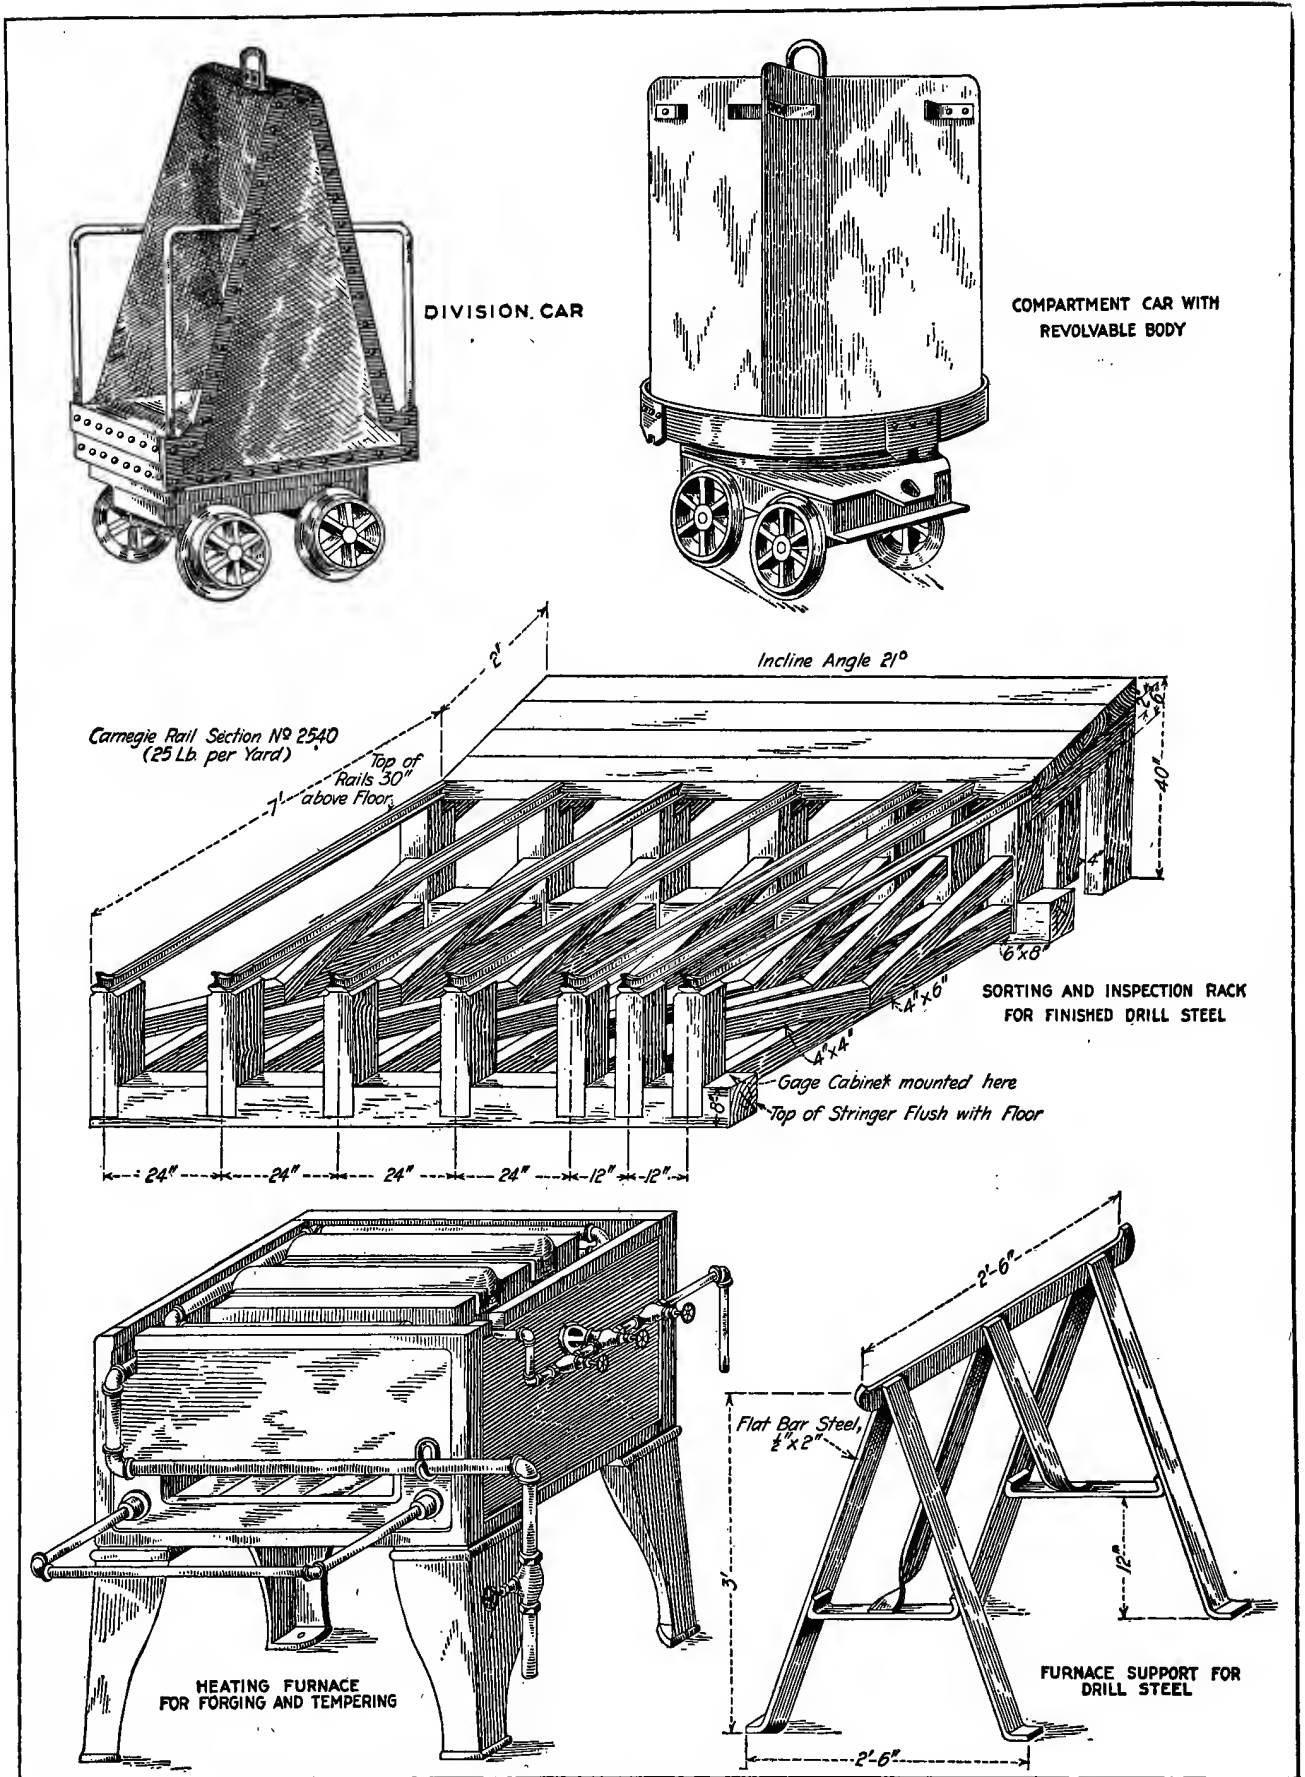 DIVISION. CAR
COMPARTMENT CAR WITH
REVOLVABLE BODY
2'
Incline Angle 21°
Carnegie Rail Section Nº 2540
(25 Lb. per Yard)
Top of
Rails 30"
above Floor
7'
40"
4"
6"x8"
4"x6"
4"x4"
SORTING AND INSPECTION RACK
FOR FINISHED DRILL STEEL
Gage Cabinet mounted here
8"
Top of Stringer Flush with Floor
24" 24" 24" 24" 12" 12"
2'-6"
Flat Bar Steel,
½"x2"
3'
12"
HEATING FURNACE
FOR FORGING AND TEMPERING
FURNACE SUPPORT FOR
DRILL STEEL
2'-6"